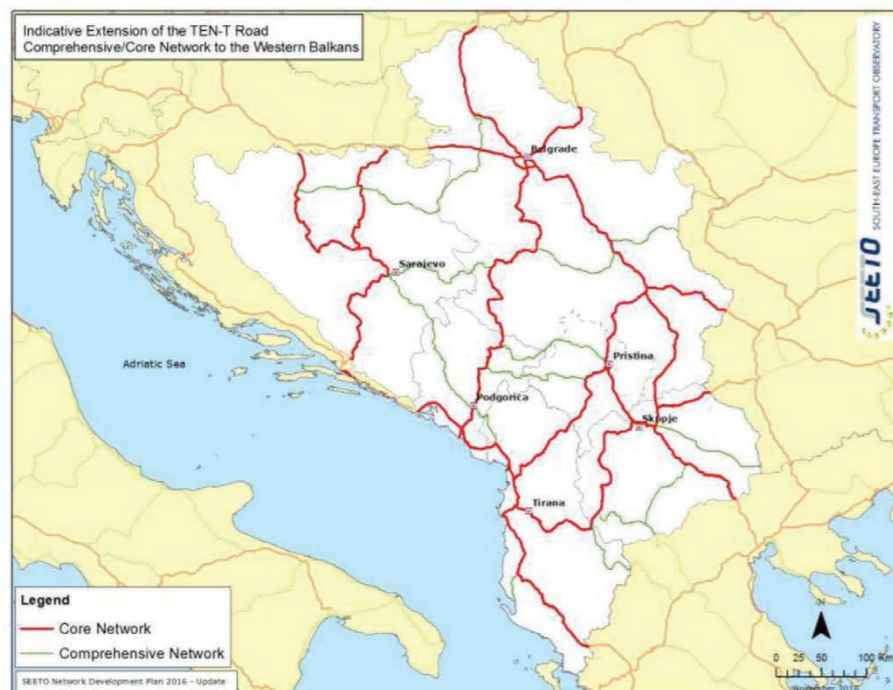 Indicative Extension of the TEN-T Road
Comprehensive/Core Network to the Western Balkans
SOUTH-EAST EUROPE TRANSPORT OBSERVATORY
SEETO
Belgrade
Sarajevo
Adriatic Sea
Pristina
Podgorica
Skopje
Tirana
Legend
Core Network
Comprehensive Network
N
0 25 50 100 Km
SEETO Network Development Plan 2016 - Update